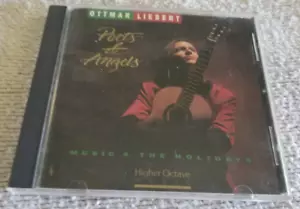 OTTMAR LIEBERT
Poets & Angels
MUSIC 4 THE HOLIDAYS
Higher Octave